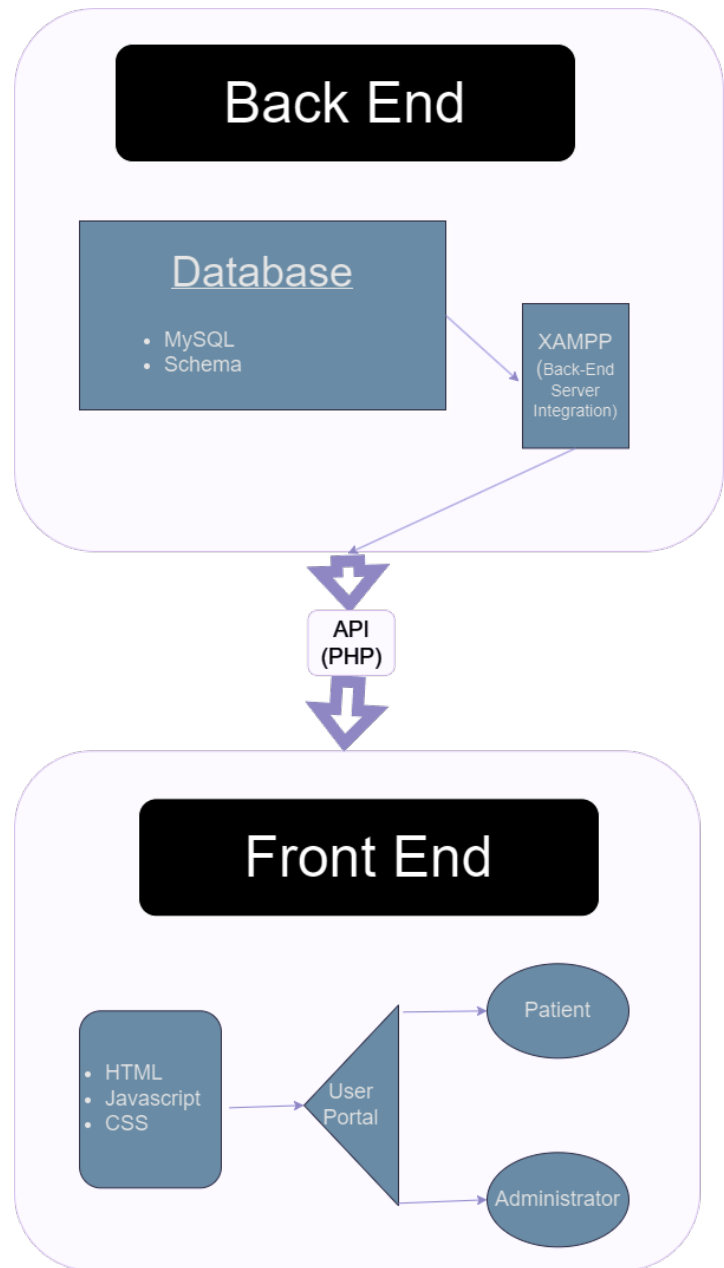 Back End
Database
• MySQL
• Schema
XAMPP
(Back-End
Server
Integration)
API
(PHP)
Front End
• HTML
• Javascript
• CSS
User
Portal
Patient
Administrator